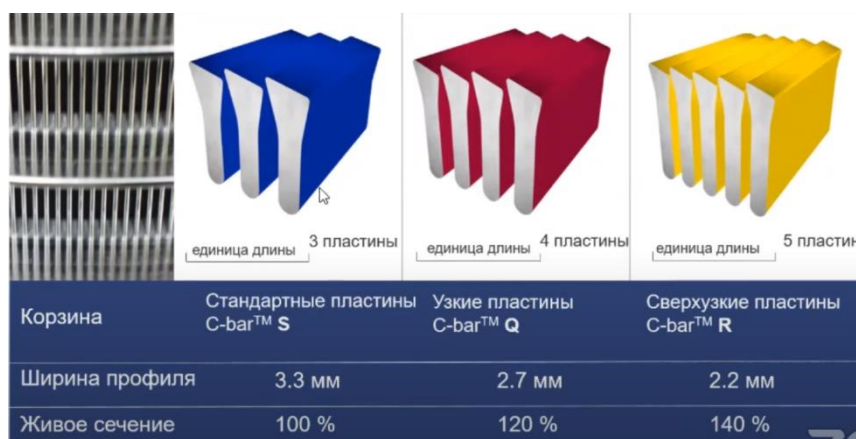 единица длины 3 пластины
единица длины 4 пластины
единица длины 5 пластин
Корзина
Стандартные пластины
C-bar™ S
Узкие пластины
C-bar™ Q
Сверхузкие пластины
C-bar™ R
Ширина профиля 3.3 мм 2.7 мм 2.2 мм
Живое сечение 100 % 120 % 140 %